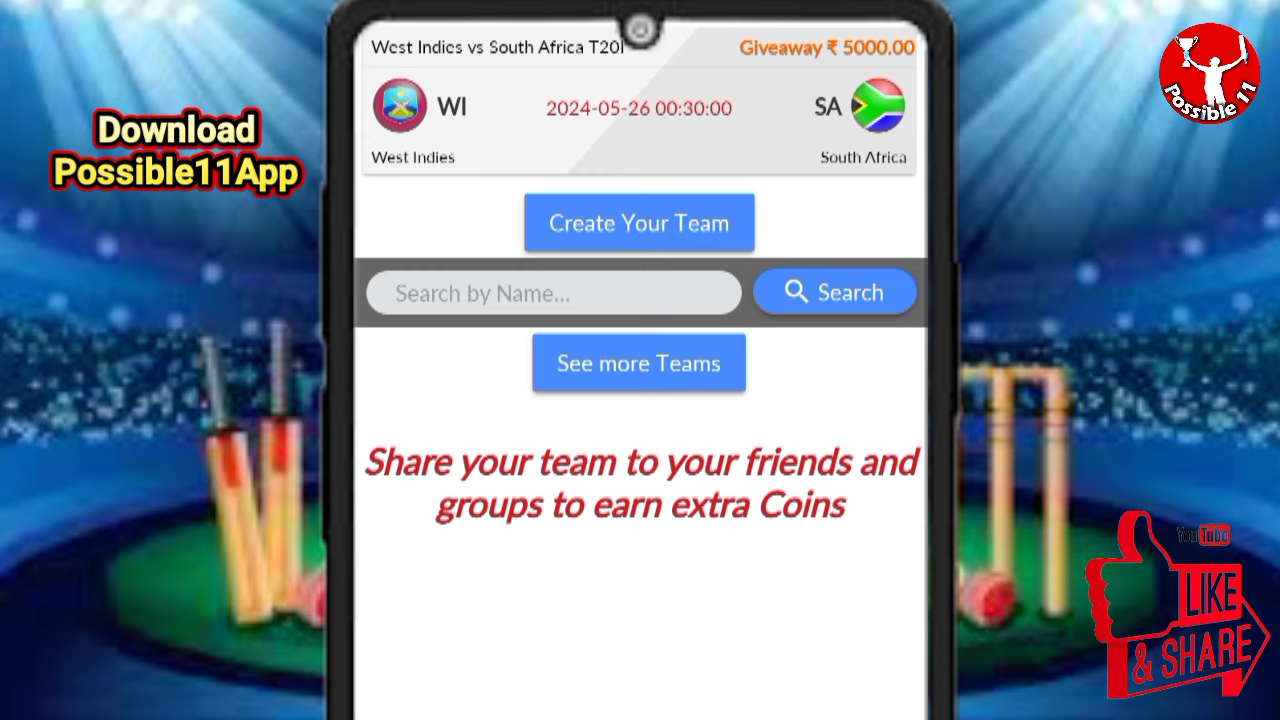 West Indies vs South Africa T20I
Giveaway ₹ 5000.00
WI
2024-05-26 00:30:00
SA
West Indies
South Africa
Possible 11
Download
Possible11App
Create Your Team
Search by Name...
Search
See more Teams
Share your team to your friends and
groups to earn extra Coins
YouTube
LIKE
& SHARE